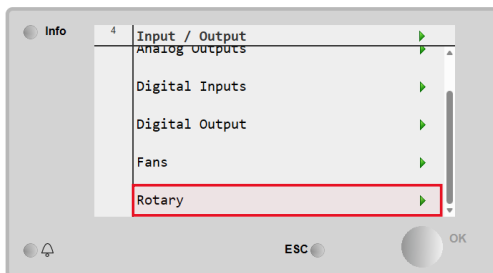 Info
4 Input / Output
Analog Outputs
Digital Inputs
Digital Output
Fans
Rotary
ESC
OK